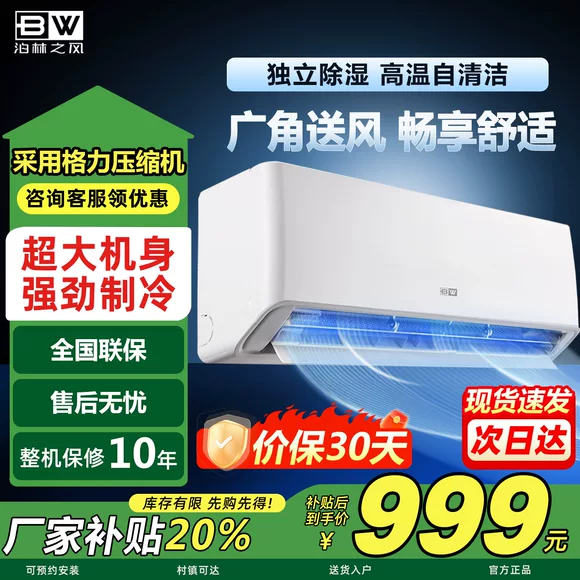 BW
泊林之风
独立除湿 高温自清洁
广角送风 畅享舒适
采用格力压缩机
咨询客服领优惠
超大机身
强劲制冷
全国联保
售后无忧
整机保修10年
BW
价保30天
现货速发
次日达
库存有限 先购先得!
厂家补贴20%
补贴后
到手价
¥999元
可预约安装 村镇可达 送货入户 官方正品